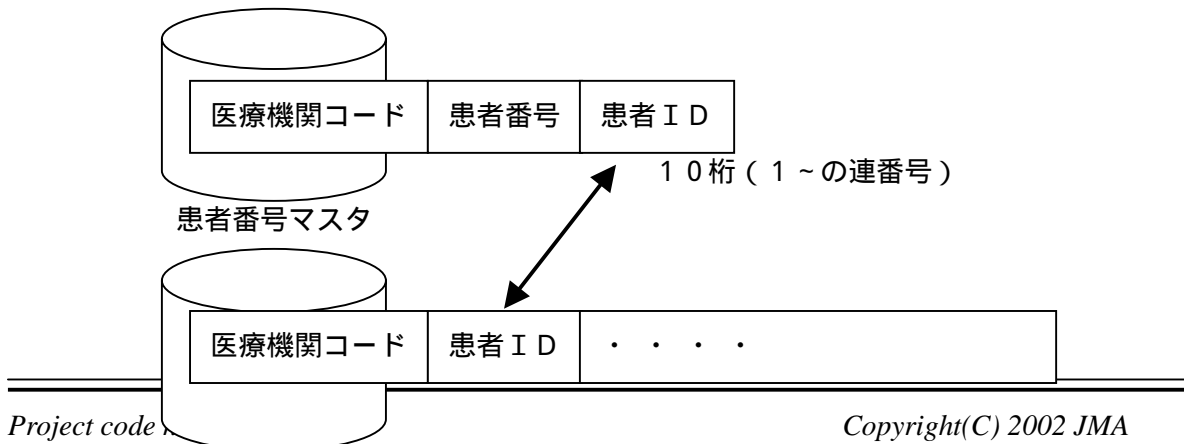 医療機関コード 患者番号 患者ＩＤ
１０桁（１～の連番号）
患者番号マスタ
医療機関コード 患者ＩＤ ・・・・
Project code Copyright(C) 2002 JMA